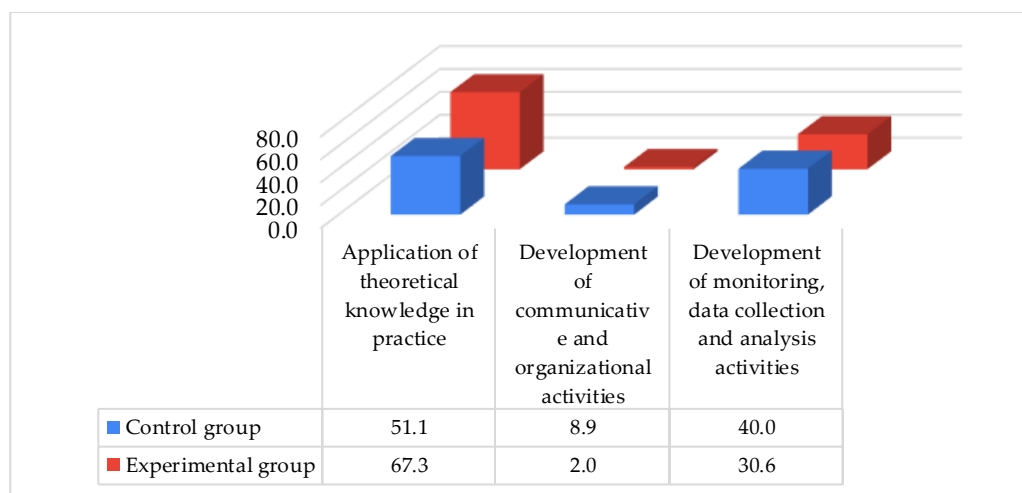 80.0
60.0
40.0
20.0
0.0
Application of
theoretical
knowledge in
practice
Development
of
communicativ
e and
organizational
activities
Development
of monitoring,
data collection
and analysis
activities
Control group 51.1 8.9 40.0
Experimental group 67.3 2.0 30.6